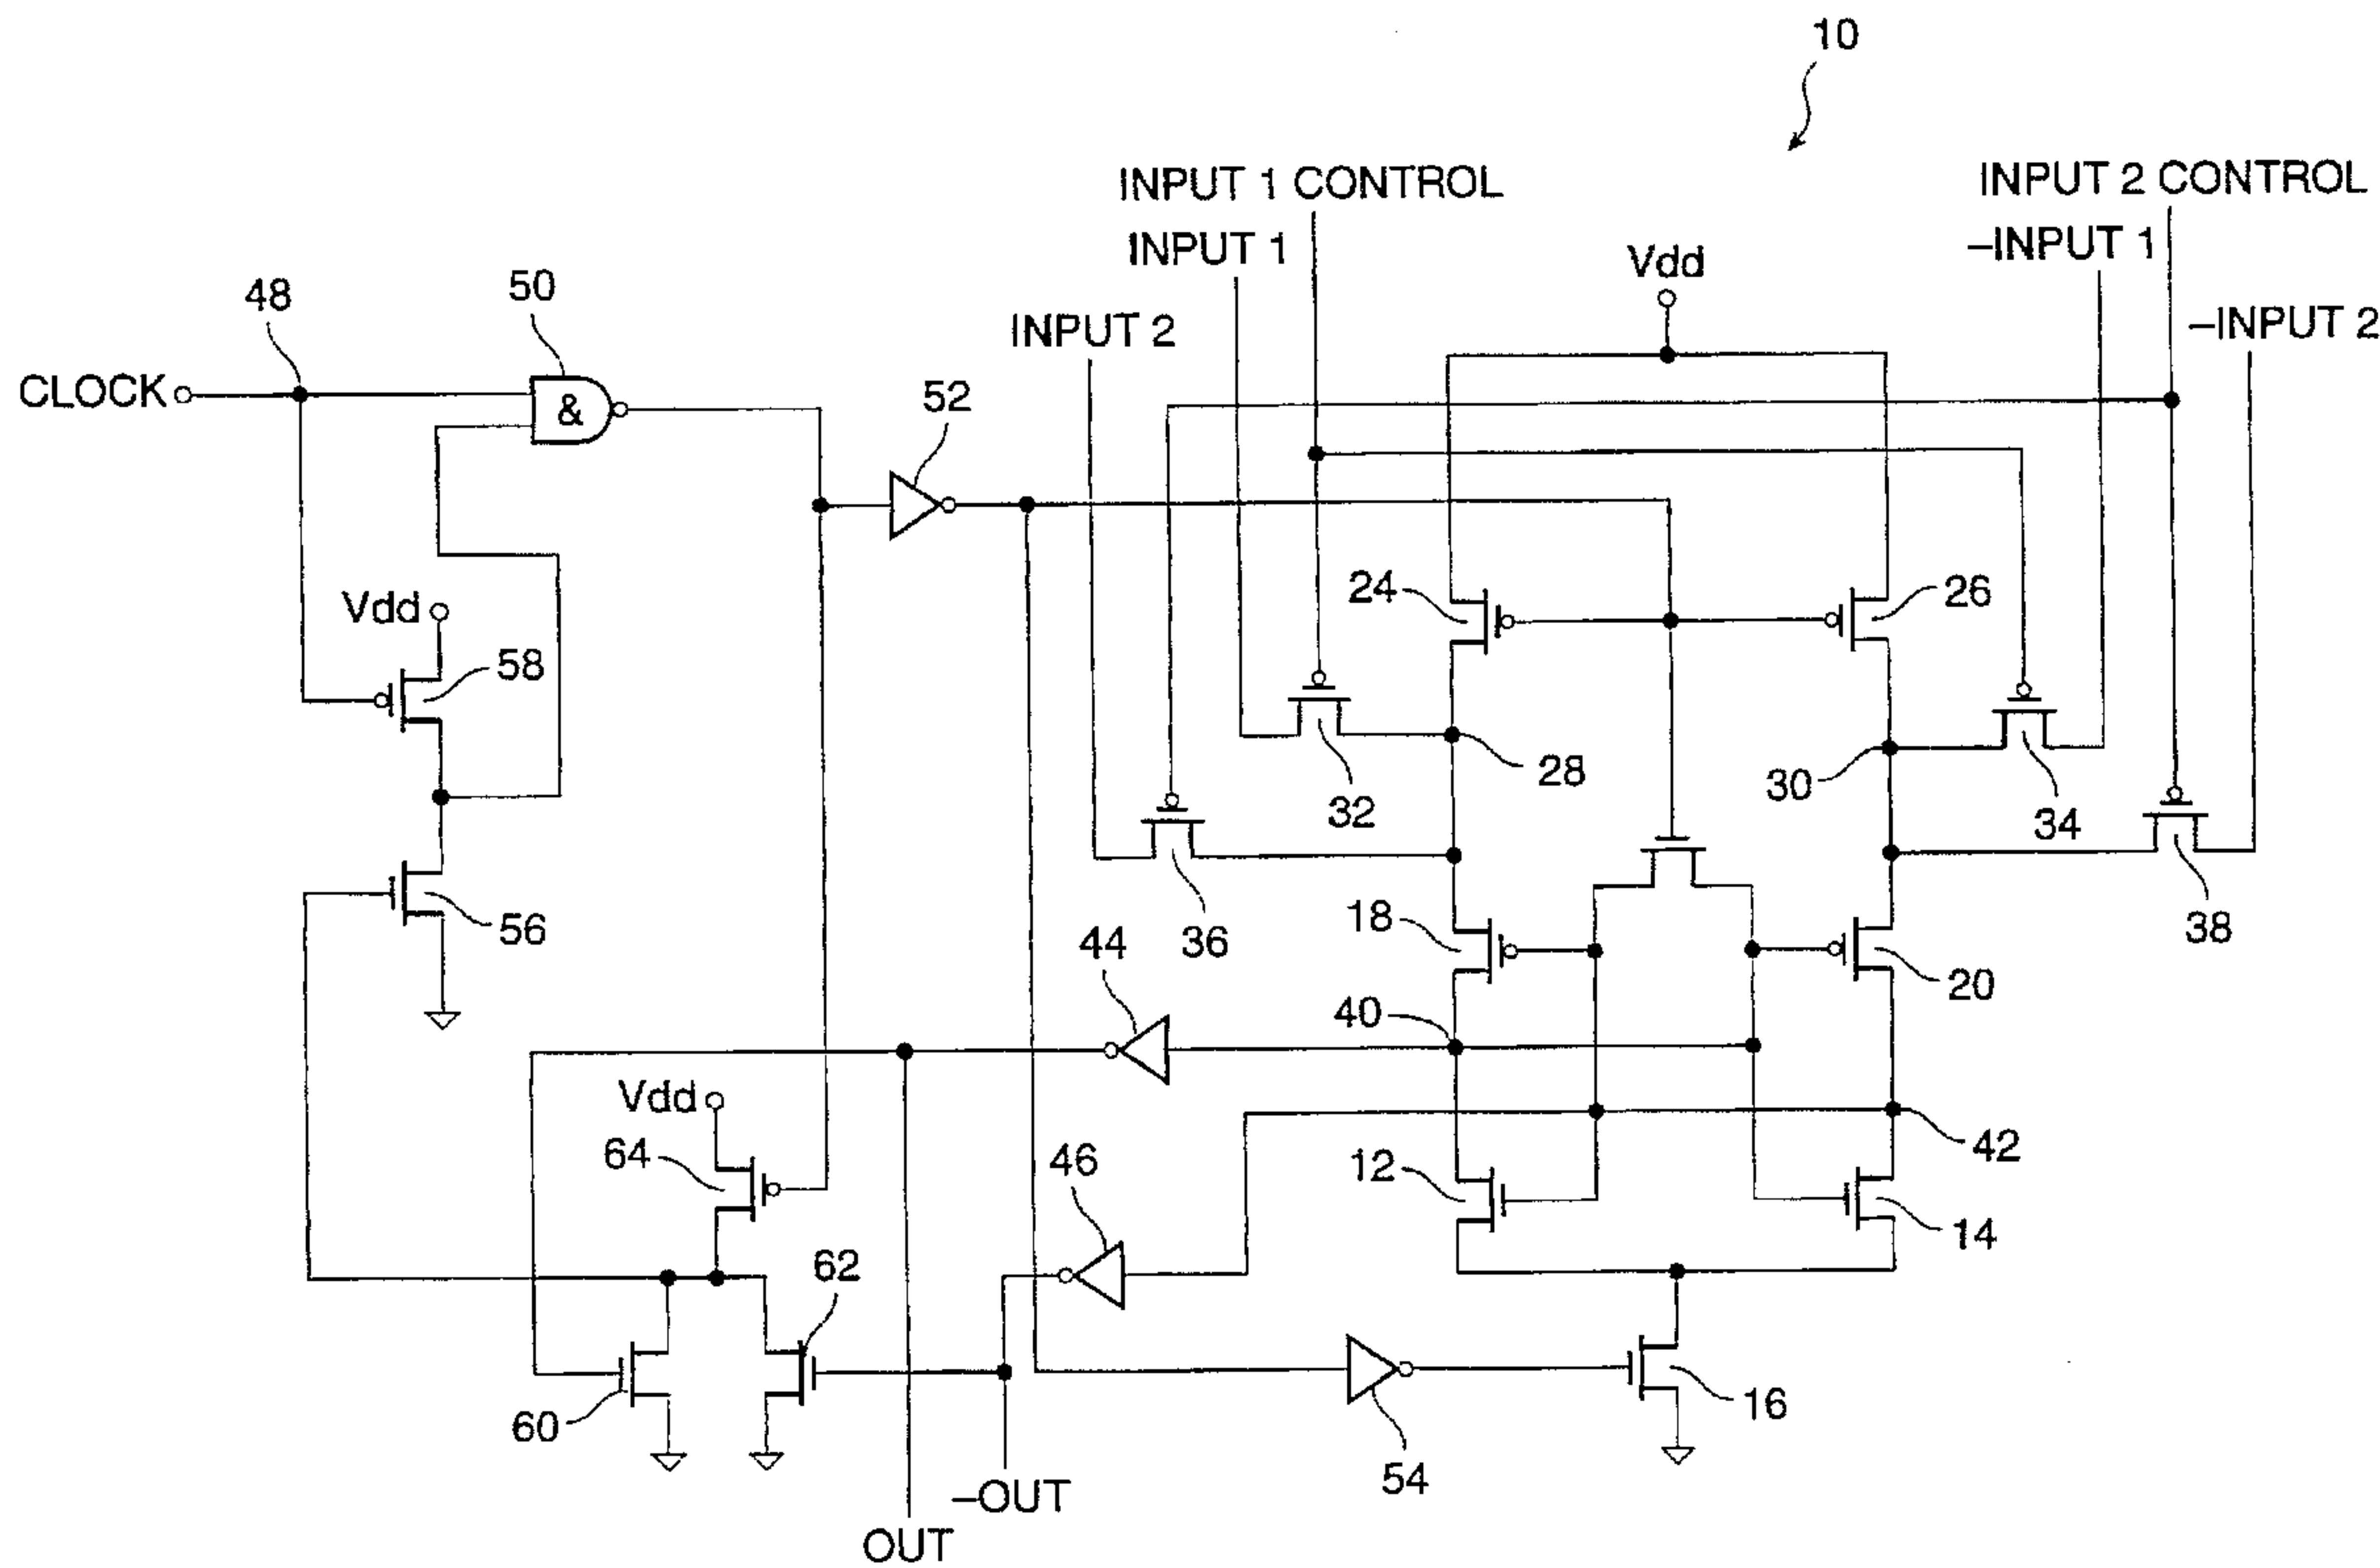 10
INPUT 1 CONTROL
INPUT 2 CONTROL
INPUT 1
–INPUT 1
Vdd
50
48
INPUT 2
–INPUT 2
CLOCK
&
52
24
26
Vdd
58
28
30
32
34
36
38
18
56
44
20
40
Vdd
64
46
12
42
14
62
60
16
54
–OUT
OUT